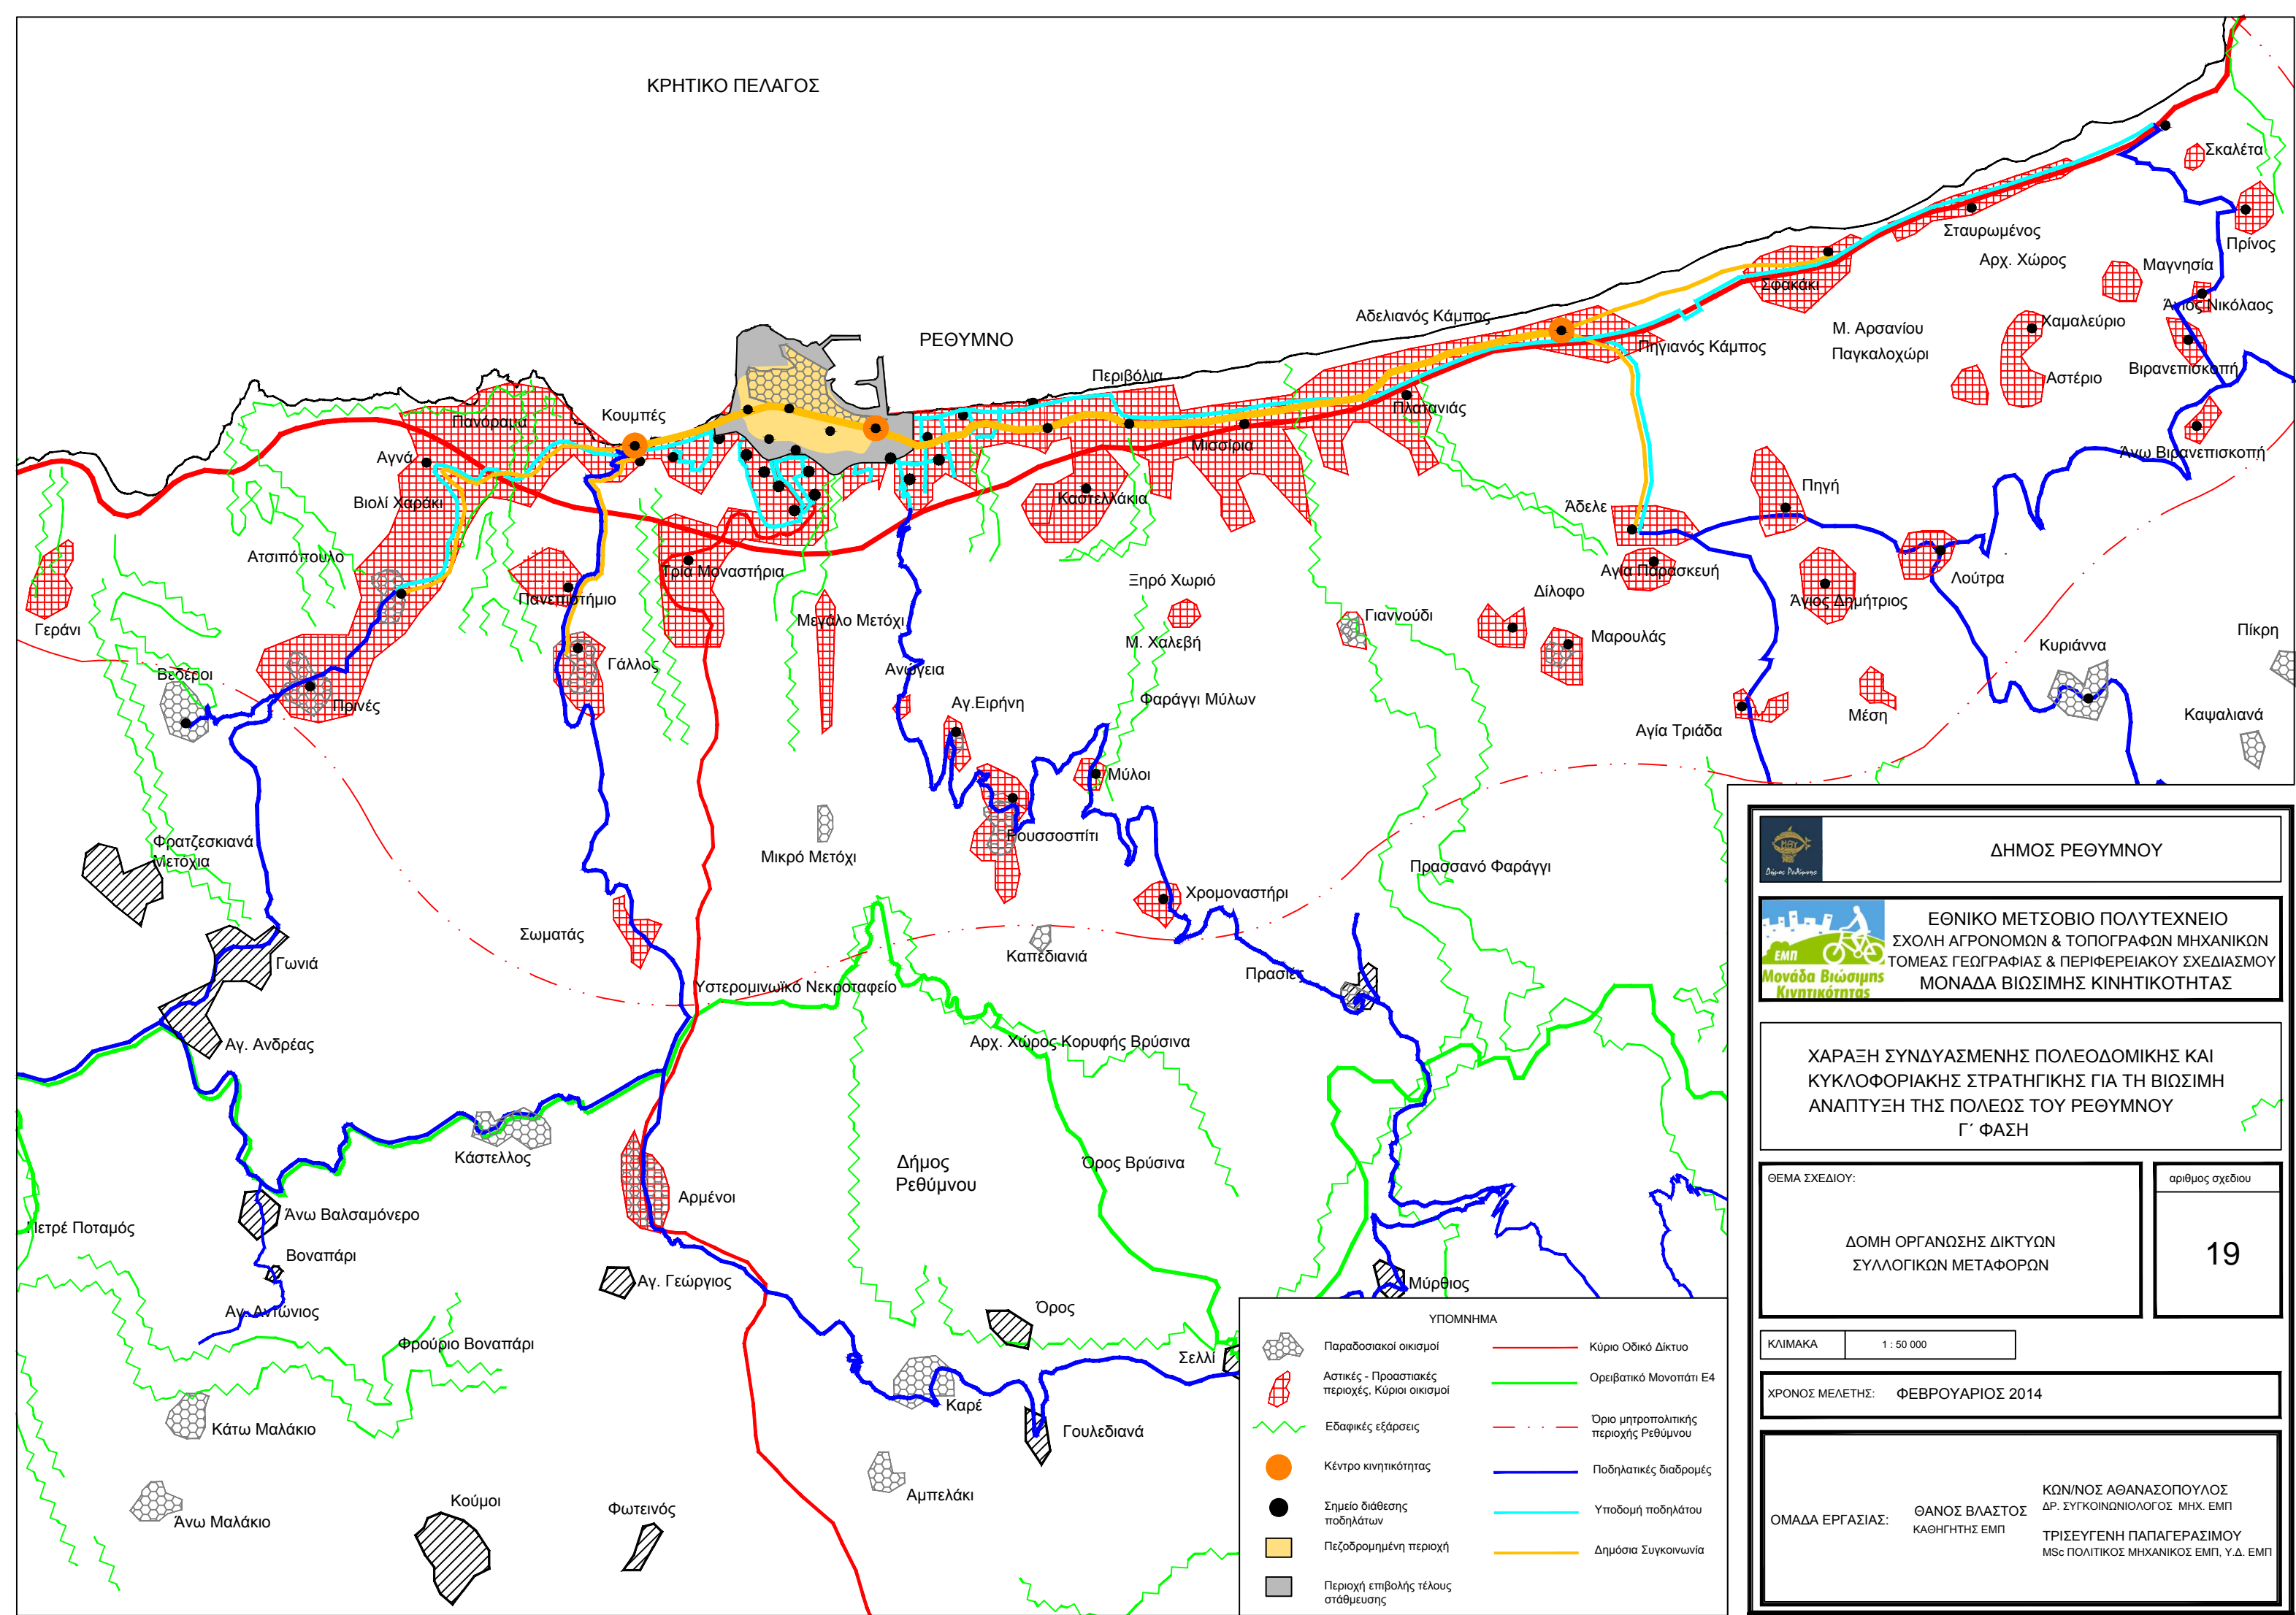 ΚΡΗΤΙΚΟ ΠΕΛΑΓΟΣ
Σκαλέτα
Σταυρωμένος
Πρίνος
Αρχ. Χώρος
Μαγνησία
Σφακάκι
Άγιος Νικόλαος
Αδελιανός Κάμπος
Χαμαλεύριο
Μ. Αρσανίου
ΡΕΘΥΜΝΟ
Πηγιανός Κάμπος
Παγκαλοχώρι
Βιρανεπισκοπή
Περιβόλια
Αστέριο
Πλατανιάς
Κουμπές
Πανόραμα
Μισσίρια
Άνω Βιρανεπισκοπή
Αγνά
Πηγή
Καστελλάκια
Βιολί Χαράκι
Άδελε
Ατσιπόπουλο
Τρία Μοναστήρια
Αγία Παρασκευή
Λούτρα
Ξηρό Χωριό
Δίλοφο
Πανεπιστήμιο
Άγιος Δημήτριος
Γιαννούδι
Μεγάλο Μετόχι
Γεράνι
Πίκρη
Μαρουλάς
Μ. Χαλεβή
Κυριάννα
Γάλλος
Ανώγεια
Βεδέροι
Φαράγγι Μύλων
Αγ.Ειρήνη
Πρινές
Μέση
Καψαλιανά
Αγία Τριάδα
Μύλοι
Ρουσσοσπίτι
Φρατζεσκιανά
Μετόχια
Μικρό Μετόχι
Πρασσανό Φαράγγι
Χρομοναστήρι
Σωματάς
Καπεδιανιά
Γωνιά
Πρασιές
Υστερομινωϊκό Νεκροταφείο
Αγ. Ανδρέας
Αρχ. Χώρος Κορυφής Βρύσινα
Κάστελλος
Δήμος
Ρεθύμνου
Όρος Βρύσινα
Αρμένοι
Άνω Βαλσαμόνερο
Πετρέ Ποταμός
Βοναπάρι
Αγ. Γεώργιος
Μύρθιος
Αγ. Αντώνιος
Όρος
Φρούριο Βοναπάρι
Σελλί
Καρέ
Κάτω Μαλάκιο
Γουλεδιανά
Αμπελάκι
Κούμοι
Φωτεινός
Άνω Μαλάκιο
ΥΠΟΜΝΗΜΑ
Παραδοσιακοί οικισμοί
Αστικές - Προαστιακές
περιοχές, Κύριοι οικισμοί
Εδαφικές εξάρσεις
Κέντρο κινητικότητας
Σημείο διάθεσης
ποδηλάτων
Πεζοδρομημένη περιοχή
Περιοχή επιβολής τέλους
στάθμευσης
Κύριο Οδικό Δίκτυο
Ορειβατικό Μονοπάτι Ε4
Όριο μητροπολιτικής
περιοχής Ρεθύμνου
Ποδηλατικές διαδρομές
Υποδομή ποδηλάτου
Δημόσια Συγκοινωνία
Δήμος Ρεθύμνης
ΔΗΜΟΣ ΡΕΘΥΜΝΟΥ
ΕΜΠ
Μονάδα Βιώσιμης
Κινητικότητας
ΕΘΝΙΚΟ ΜΕΤΣΟΒΙΟ ΠΟΛΥΤΕΧΝΕΙΟ
ΣΧΟΛΗ ΑΓΡΟΝΟΜΩΝ & ΤΟΠΟΓΡΑΦΩΝ ΜΗΧΑΝΙΚΩΝ
ΤΟΜΕΑΣ ΓΕΩΓΡΑΦΙΑΣ & ΠΕΡΙΦΕΡΕΙΑΚΟΥ ΣΧΕΔΙΑΣΜΟΥ
ΜΟΝΑΔΑ ΒΙΩΣΙΜΗΣ ΚΙΝΗΤΙΚΟΤΗΤΑΣ
ΧΑΡΑΞΗ ΣΥΝΔΥΑΣΜΕΝΗΣ ΠΟΛΕΟΔΟΜΙΚΗΣ ΚΑΙ
ΚΥΚΛΟΦΟΡΙΑΚΗΣ ΣΤΡΑΤΗΓΙΚΗΣ ΓΙΑ ΤΗ ΒΙΩΣΙΜΗ
ΑΝΑΠΤΥΞΗ ΤΗΣ ΠΟΛΕΩΣ ΤΟΥ ΡΕΘΥΜΝΟΥ
Γ΄ ΦΑΣΗ
ΘΕΜΑ ΣΧΕΔΙΟΥ:
ΔΟΜΗ ΟΡΓΑΝΩΣΗΣ ΔΙΚΤΥΩΝ
ΣΥΛΛΟΓΙΚΩΝ ΜΕΤΑΦΟΡΩΝ
αριθμος σχεδιου
19
ΚΛΙΜΑΚΑ 1 : 50 000
ΧΡΟΝΟΣ ΜΕΛΕΤΗΣ: ΦΕΒΡΟΥΑΡΙΟΣ 2014
ΟΜΑΔΑ ΕΡΓΑΣΙΑΣ:
ΘΑΝΟΣ ΒΛΑΣΤΟΣ
ΚΑΘΗΓΗΤΗΣ ΕΜΠ
ΚΩΝ/ΝΟΣ ΑΘΑΝΑΣΟΠΟΥΛΟΣ
ΔΡ. ΣΥΓΚΟΙΝΩΝΙΟΛΟΓΟΣ ΜΗΧ. ΕΜΠ
ΤΡΙΣΕΥΓΕΝΗ ΠΑΠΑΓΕΡΑΣΙΜΟΥ
MSc ΠΟΛΙΤΙΚΟΣ ΜΗΧΑΝΙΚΟΣ ΕΜΠ, Υ.Δ. ΕΜΠ